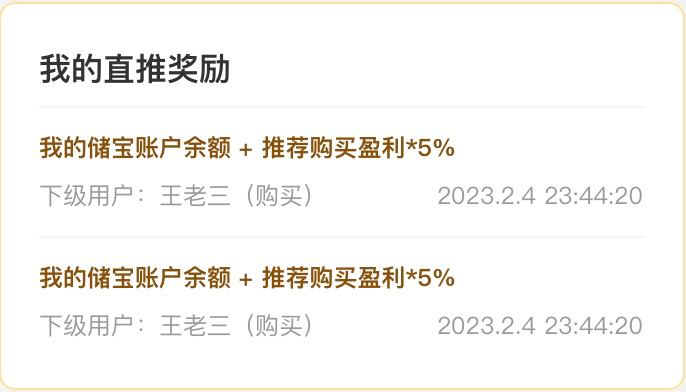 我的直推奖励
我的储宝账户余额 + 推荐购买盈利*5%
下级用户：王老三（购买） 2023.2.4 23:44:20
我的储宝账户余额 + 推荐购买盈利*5%
下级用户：王老三（购买） 2023.2.4 23:44:20